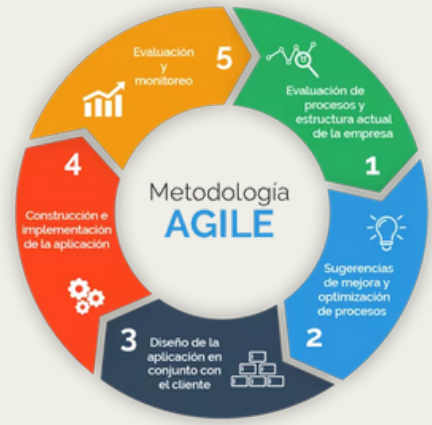 Metodología
AGILE
Evaluación de
procesos y
estructura actual
de la empresa
1
Sugerencias
de mejora y
optimización
de procesos
2
3
Diseño de la
aplicación en
conjunto con
el cliente
4
Construcción e
implementación
de la aplicación
Evaluación
y
monitoreo
5